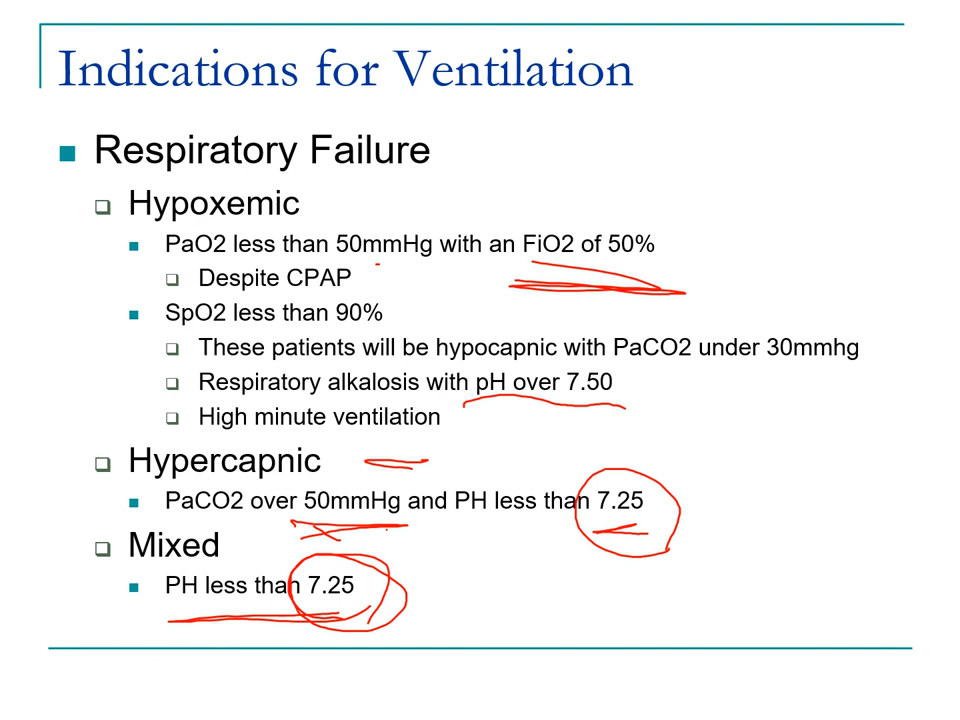 Indications for Ventilation
Respiratory Failure
Hypoxemic
PaO2 less than 50mmHg with an FiO2 of 50%
Despite CPAP
SpO2 less than 90%
These patients will be hypocapnic with PaCO2 under 30mmhg
Respiratory alkalosis with pH over 7.50
High minute ventilation
Hypercapnic
PaCO2 over 50mmHg and PH less than 7.25
Mixed
PH less than 7.25